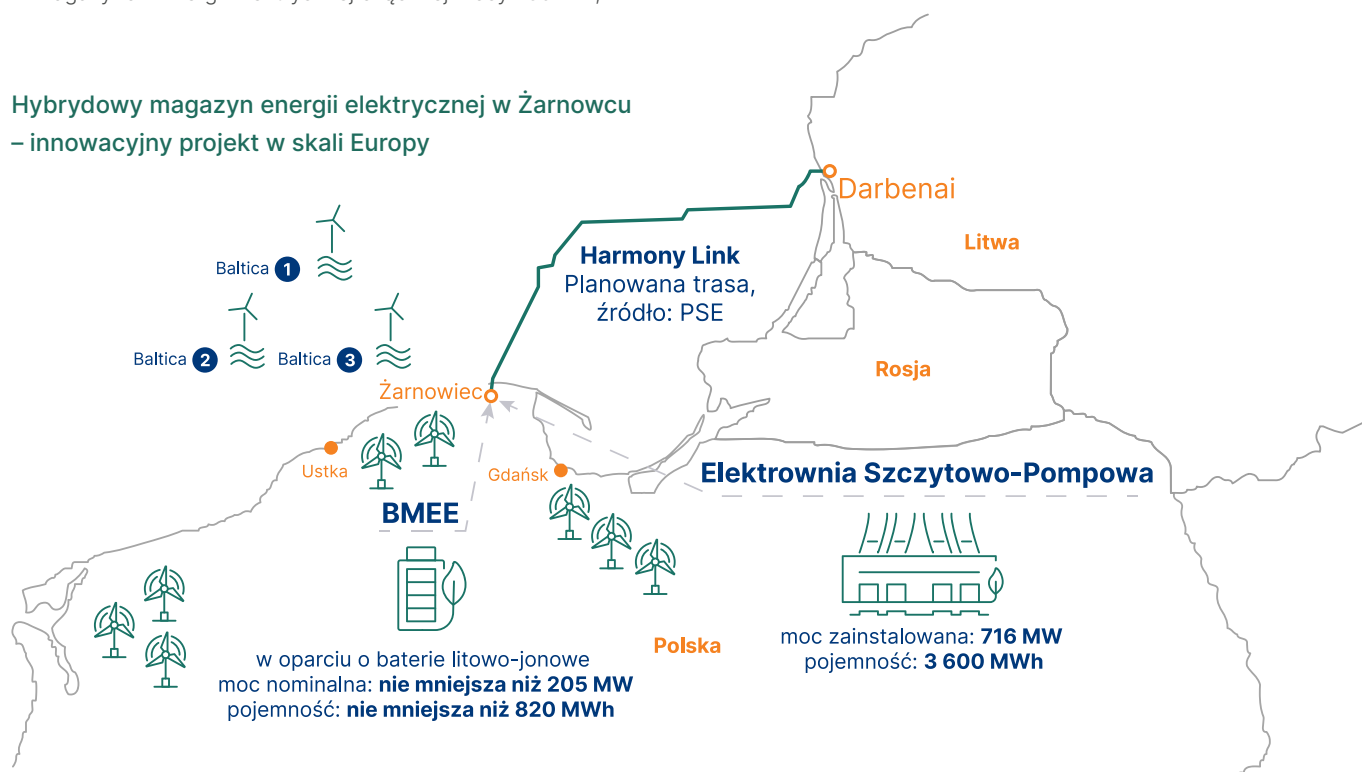 Hybrydowy magazyn energii elektrycznej w Żarnowcu
– innowacyjny projekt w skali Europy
Darbenai
Litwa
Harmony Link
Planowana trasa,
źródło: PSE
Baltica 1
Baltica 2
Baltica 3
Rosja
Żarnowiec
Ustka
Gdańsk
Elektrownia Szczytowo-Pompowa
BMEE
Polska
moc zainstalowana: 716 MW
pojemność: 3 600 MWh
w oparciu o baterie litowo-jonowe
moc nominalna: nie mniejsza niż 205 MW
pojemność: nie mniejsza niż 820 MWh